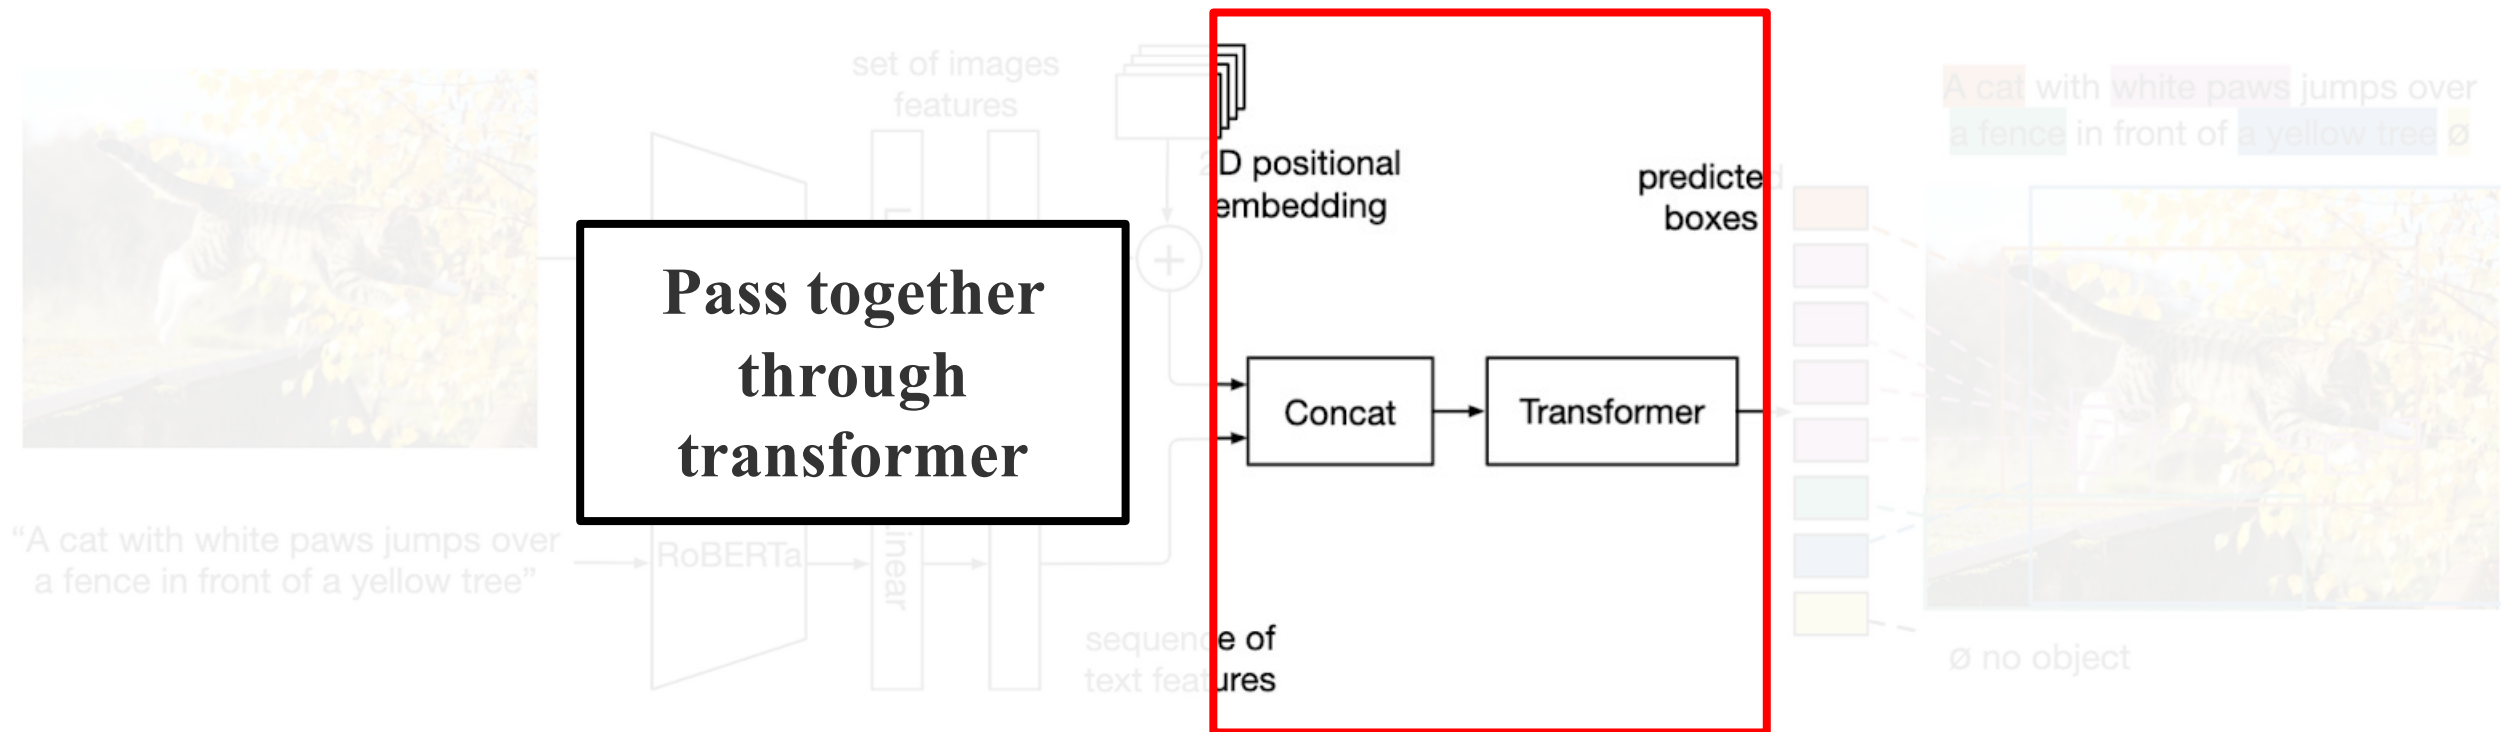 set of images
features
2D positional
embedding
predicted
boxes
A cat with white paws jumps over
a fence in front of a yellow tree Ø
Pass together
through
transformer
Concat
Transformer
“A cat with white paws jumps over
a fence in front of a yellow tree”
RoBERTa
sequence of
text features
Ø no object